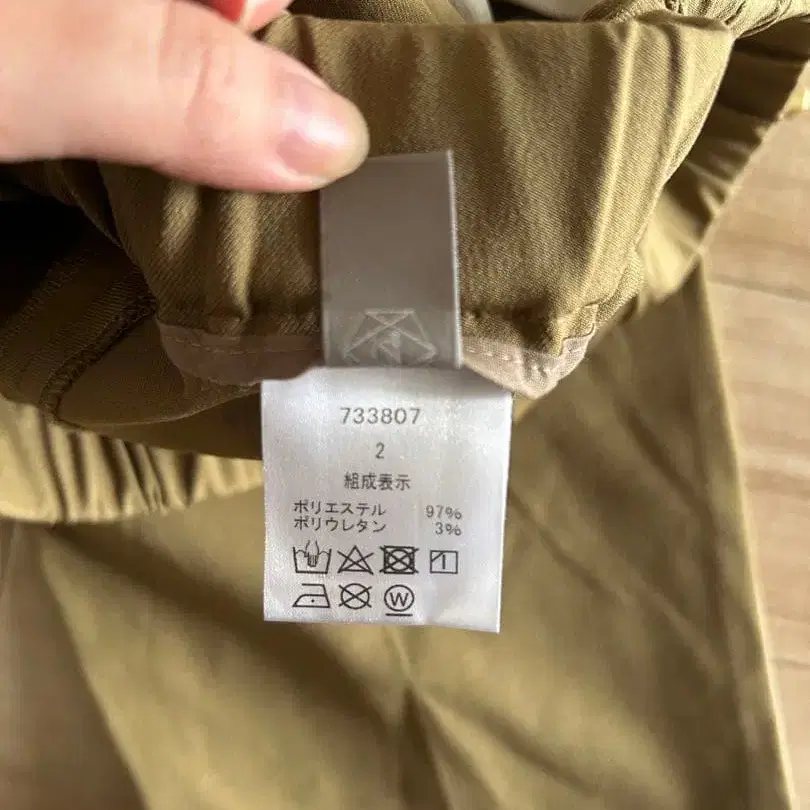 733807
2
組成表示
ポリエステル 97%
ポリウレタン 3%
W